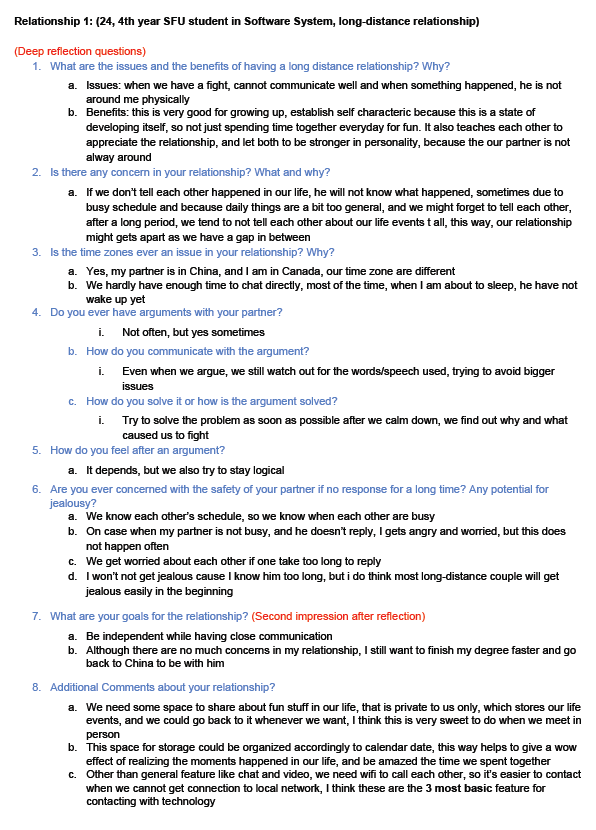 Relationship 1: (24, 4th year SFU student in Software System, long-distance relationship)
(Deep reflection questions)
1. What are the issues and the benefits of having a long distance relationship? Why?
a. Issues: when we have a fight, cannot communicate well and when something happened, he is not
around me physically
b. Benefits: this is very good for growing up, establish self characteric because this is a state of
developing itself, so not just spending time together everyday for fun. It also teaches each other to
appreciate the relationship, and let both to be stronger in personality, because the our partner is not
alway around
2. Is there any concern in your relationship? What and why?
a. If we don't tell each other happened in our life, he will not know what happened, sometimes due to
busy schedule and because daily things are a bit too general, and we might forget to tell each other,
after a long period, we tend to not tell each other about our life events t all, this way, our relationship
might gets apart as we have a gap in between
3. Is the time zones ever an issue in your relationship? Why?
a. Yes, my partner is in China, and I am in Canada, our time zone are different
b. We hardly have enough time to chat directly, most of the time, when I am about to sleep, he have not
wake up yet
4. Do you ever have arguments with your partner?
i. Not often, but yes sometimes
b. How do you communicate with the argument?
i. Even when we argue, we still watch out for the words/speech used, trying to avoid bigger
issues
c. How do you solve it or how is the argument solved?
i. Try to solve the problem as soon as possible after we calm down, we find out why and what
caused us to fight
5. How do you feel after an argument?
a. It depends, but we also try to stay logical
6. Are you ever concerned with the safety of your partner if no response for a long time? Any potential for
jealousy?
a. We know each other's schedule, so we know when each other are busy
b. On case when my partner is not busy, and he doesn't reply, I gets angry and worried, but this does
not happen often
c. We get worried about each other if one take too long to reply
d. I won't not get jealous cause I know him too long, but i do think most long-distance couple will get
jealous easily in the beginning
7. What are your goals for the relationship? (Second impression after reflection)
a. Be independent while having close communication
b. Although there are no much concerns in my relationship, I still want to finish my degree faster and go
back to China to be with him
8. Additional Comments about your relationship?
a. We need some space to share about fun stuff in our life, that is private to us only, which stores our life
events, and we could go back to it whenever we want, I think this is very sweet to do when we meet in
person
b. This space for storage could be organized accordingly to calendar date, this way helps to give a wow
effect of realizing the moments happened in our life, and be amazed the time we spent together
c. Other than general feature like chat and video, we need wifi to call each other, so it's easier to contact
when we cannot get connection to local network, I think these are the 3 most basic feature for
contacting with technology